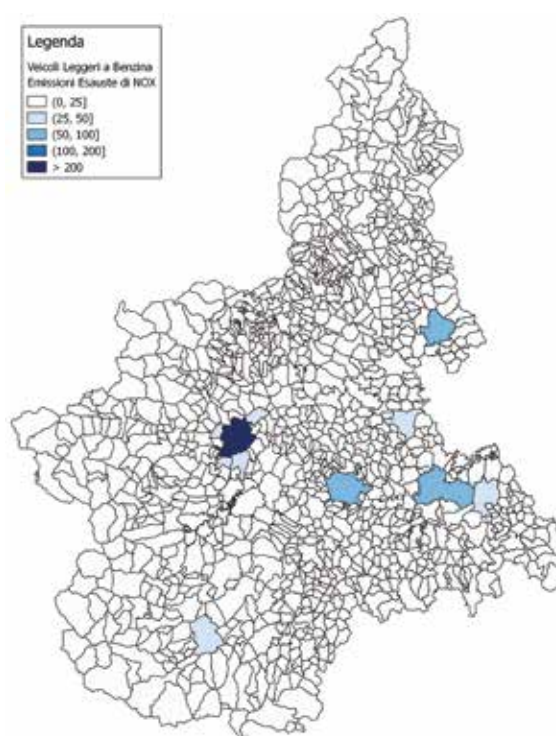 Legenda
Veicoli Leggeri a Benzina
Emissioni Esauste di NOX
(0, 25]
(25, 50]
(50, 100]
(100, 200]
> 200